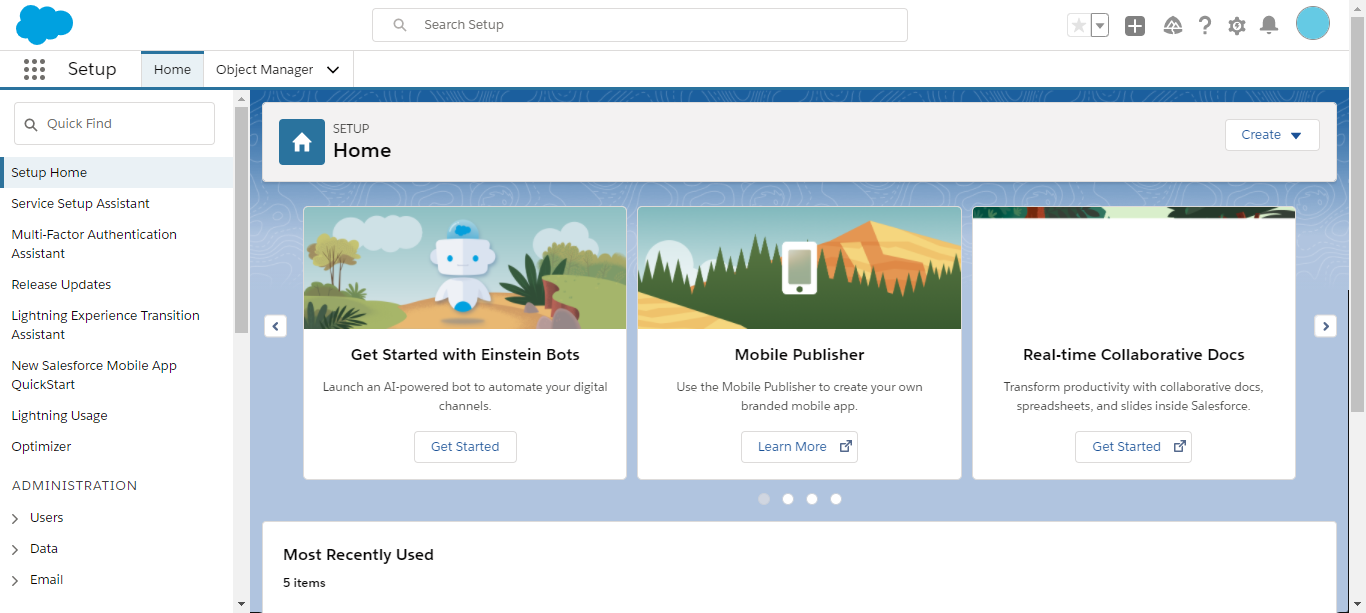 Search Setup
Setup
Home
Object Manager
Quick Find
Setup Home
Service Setup Assistant
Multi-Factor Authentication
Assistant
Release Updates
Lightning Experience Transition
Assistant
New Salesforce Mobile App
QuickStart
Lightning Usage
Optimizer
ADMINISTRATION
Users
Data
Email
SETUP
Home
Create
Get Started with Einstein Bots
Launch an AI-powered bot to automate your digital
channels.
Get Started
Mobile Publisher
Use the Mobile Publisher to create your own
branded mobile app.
Learn More
Real-time Collaborative Docs
Transform productivity with collaborative docs,
spreadsheets, and slides inside Salesforce.
Get Started
Most Recently Used
5 items